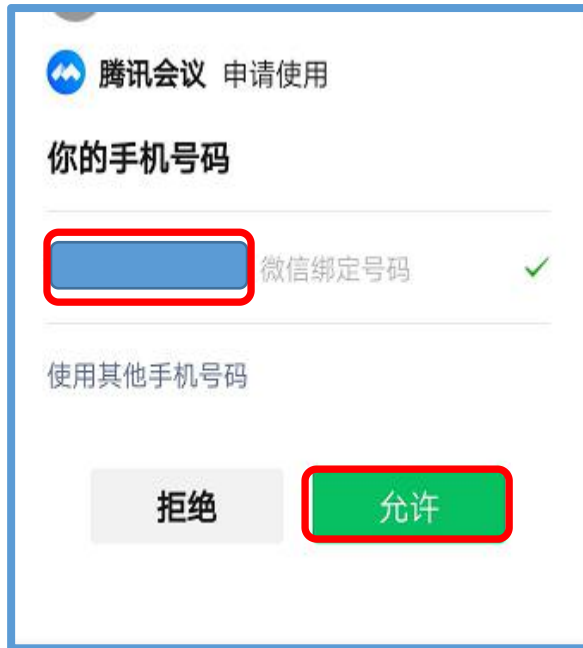 腾讯会议 申请使用
你的手机号码
微信绑定号码
使用其他手机号码
拒绝 允许